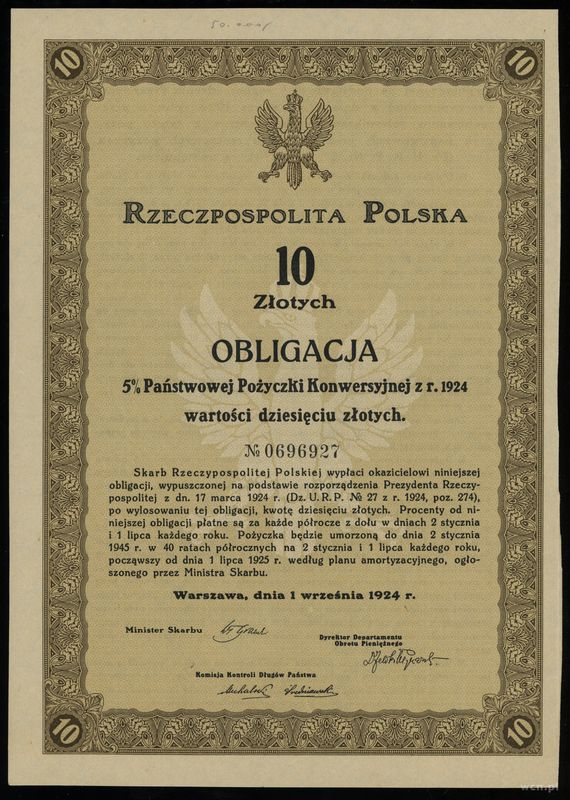 50.000/
10 10
RZECZPOSPOLITA POLSKA
10
Złotych
OBLIGACJA
5% Państwowej Pożyczki Konwersyjnej z r. 1924
wartości dziesięciu złotych.
№ 0696927
Skarb Rzeczypospolitej Polskiej wypłaci okazicielowi niniejszej
obligacji, wypuszczonej na podstawie rozporządzenia Prezydenta Rzeczy-
pospolitej z dn. 17 marca 1924 r. (Dz. U. R. P. № 27 z r. 1924, poz. 274),
po wylosowaniu tej obligacji, kwotę dziesięciu złotych. Procenty od ni-
niejszej obligacji płatne są za każde półrocze z dołu w dniach 2 stycznia
i 1 lipca każdego roku. Pożyczka będzie umorzoną do dnia 2 stycznia
1945 r. w 40 ratach półrocznych na 2 stycznia i 1 lipca każdego roku,
począwszy od dnia 1 lipca 1925 r. według planu amortyzacyjnego, ogło-
szonego przez Ministra Skarbu.
Warszawa, dnia 1 września 1924 r.
Minister Skarbu
Dyrektor Departamentu
Obrotu Pieniężnego
Komisja Kontroli Długów Państwa
10 10
wcn.pl